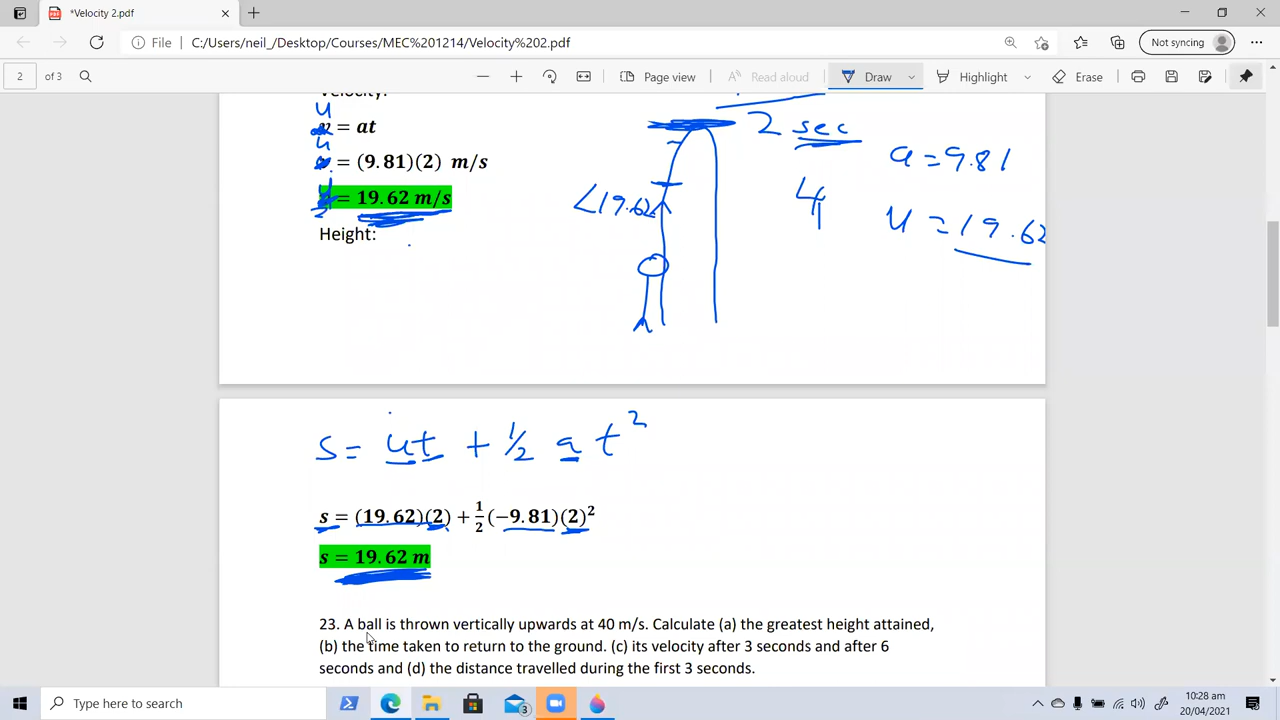 *Velocity 2.pdf
File C:/Users/neil_/Desktop/Courses/MEC%201214/Velocity%202.pdf Not syncing
2 of 3 Page view Read aloud Draw Highlight Erase
Velocity:
u
= at
u
= (9.81)(2) m/s
= 19.62 m/s
Height:
2 sec
a = 9.81
<19.62
4
u = 19.62
s = ut + 1/2 a t²
s = (19.62)(2) + 1/2 (−9.81)(2)²
s = 19.62 m
23. A ball is thrown vertically upwards at 40 m/s. Calculate (a) the greatest height attained,
(b) the time taken to return to the ground. (c) its velocity after 3 seconds and after 6
seconds and (d) the distance travelled during the first 3 seconds.
Type here to search
3
10:28 am
20/04/2021